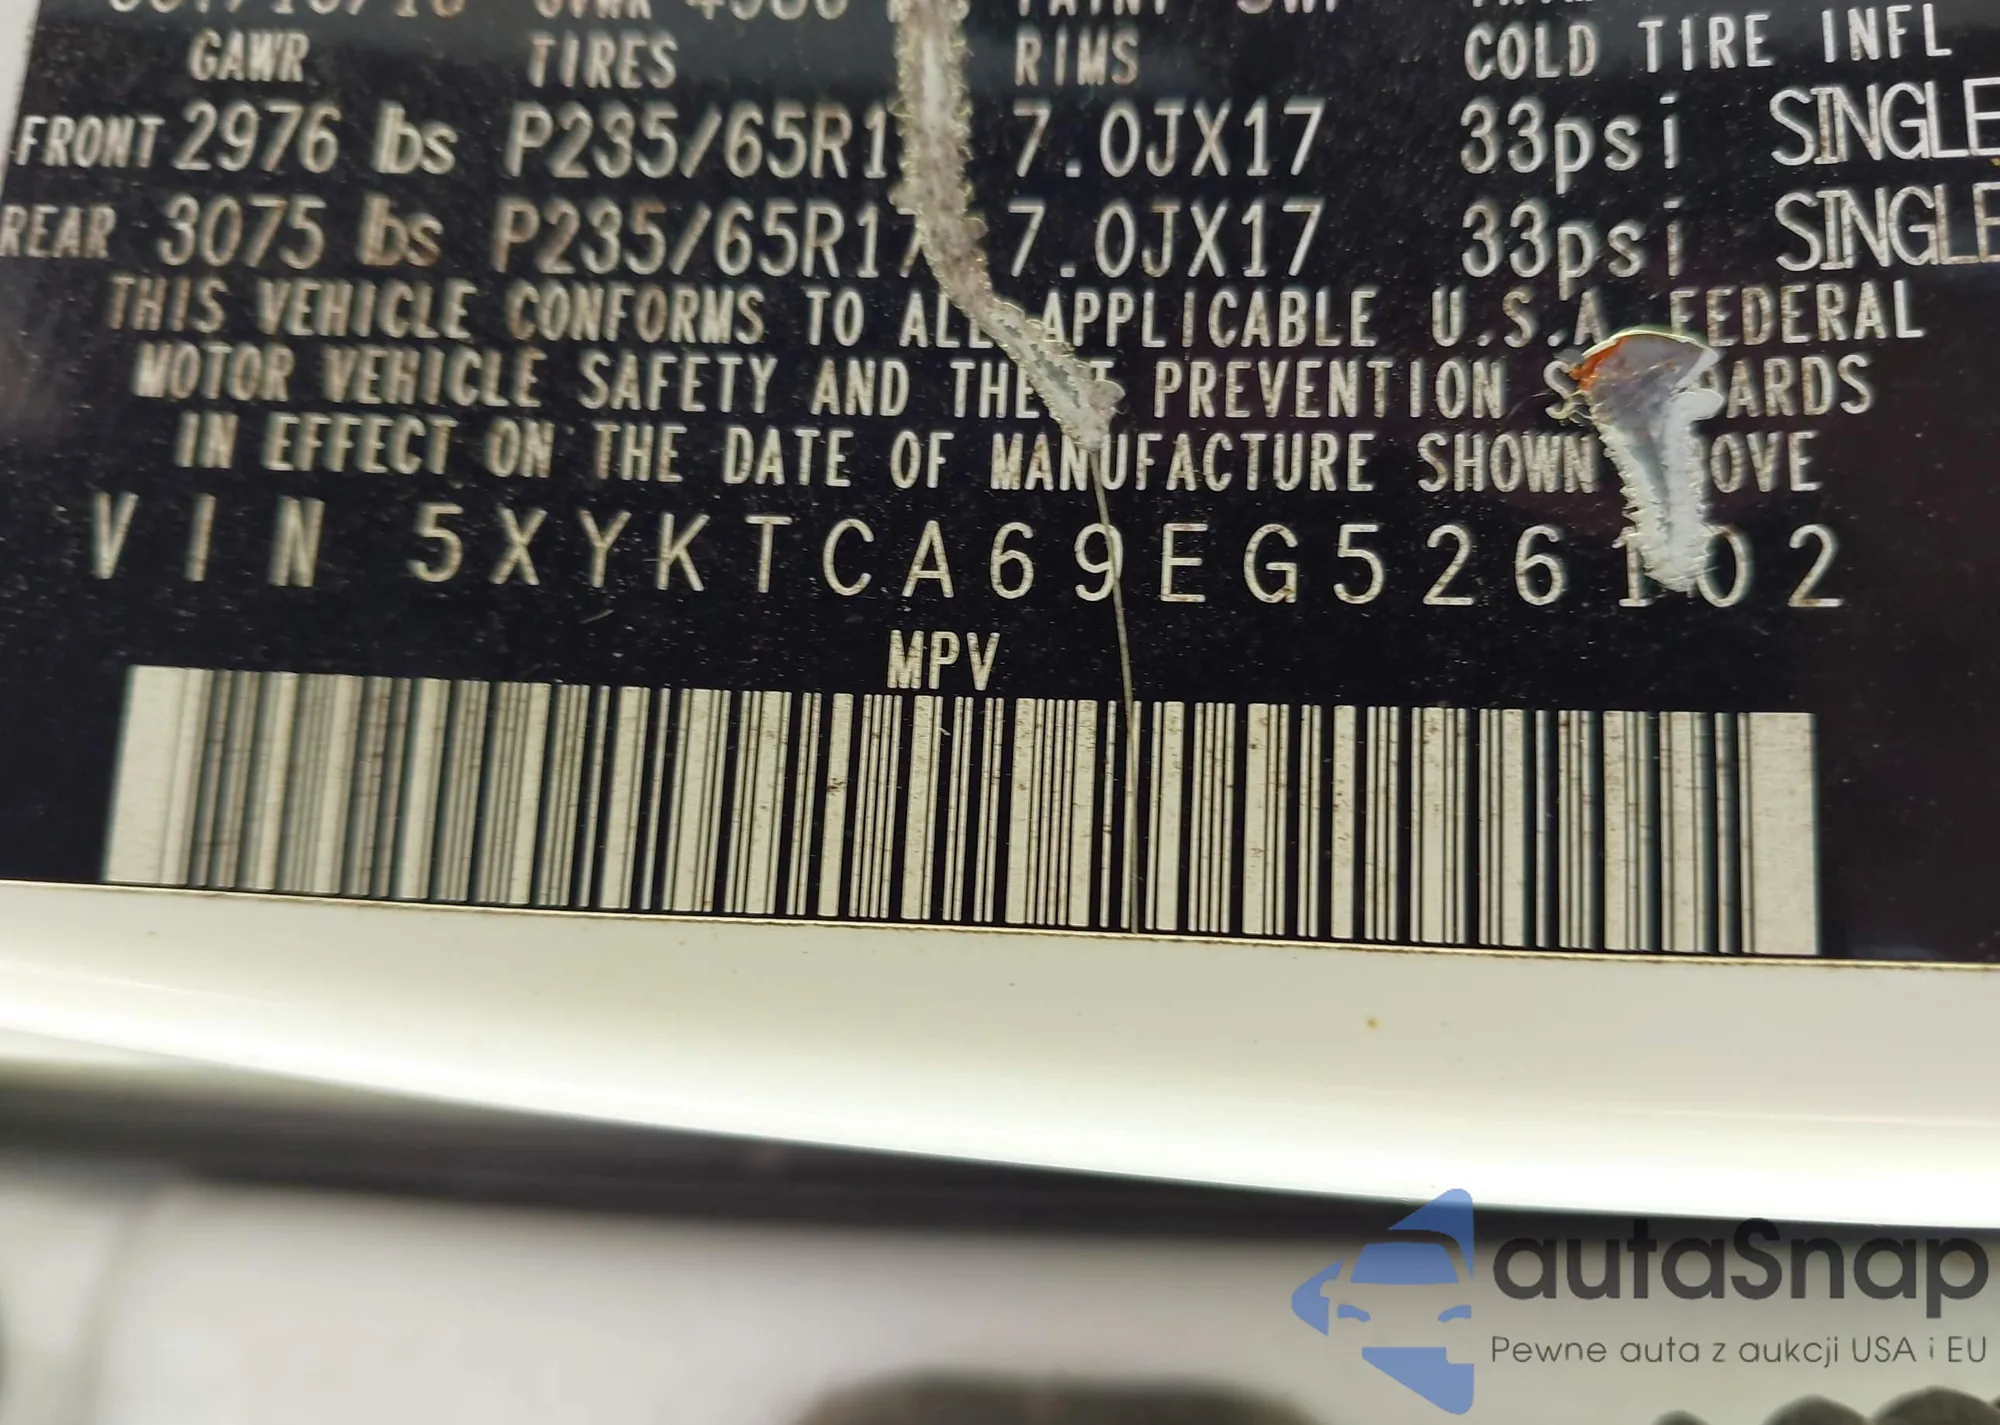 GAWR TIRES RIMS COLD TIRE INFL
FRONT 2976 lbs P235/65R1 7.0JX17 33psi SINGLE
REAR 3075 lbs P235/65R17 7.0JX17 33psi SINGLE
THIS VEHICLE CONFORMS TO ALL APPLICABLE U.S.A FEDERAL
MOTOR VEHICLE SAFETY AND THE T PREVENTION S DARDS
IN EFFECT ON THE DATE OF MANUFACTURE SHOWN OVE
VIN 5XYKTCA69EG526102
MPV
autaSnap
Pewne auta z aukcji USA i EU